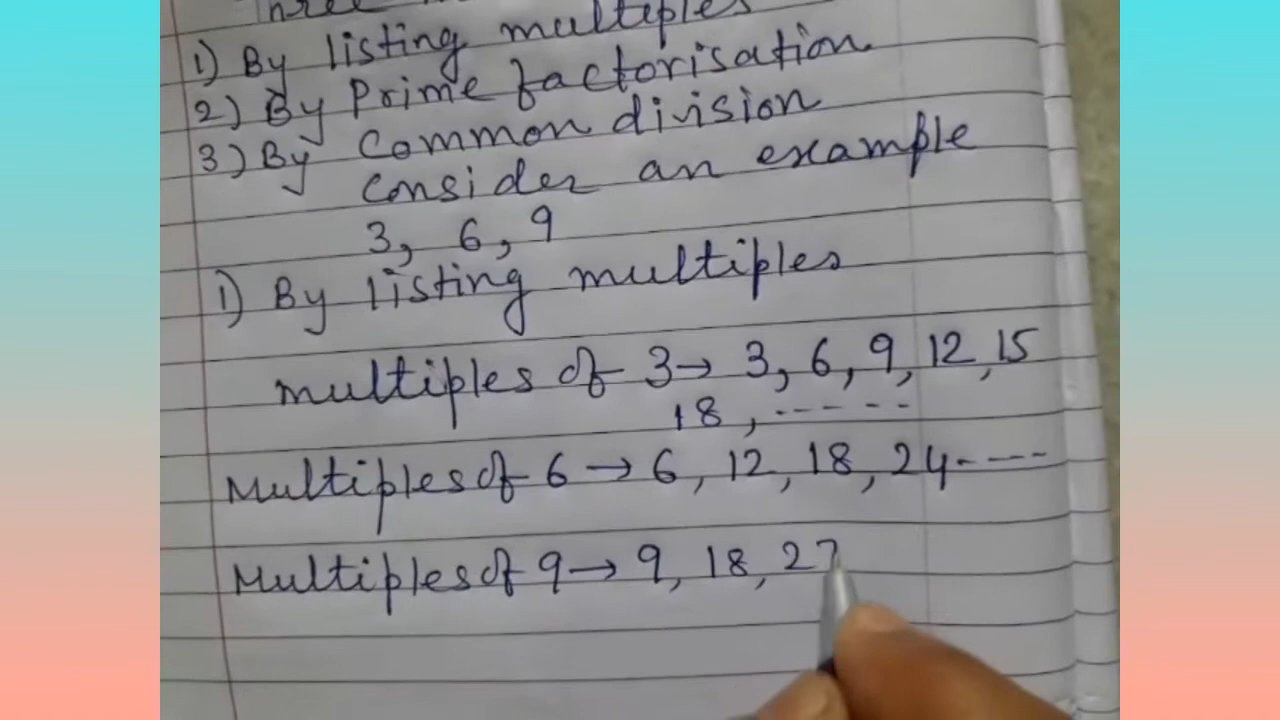 Three
1) By listing multiples
2) By Prime factorisation
3) By Common division
Consider an example
3, 6, 9
1) By listing multiples
Multiples of 3→ 3, 6, 9, 12, 15
18, -----
Multiples of 6 → 6, 12, 18, 24----
Multiples of 9 → 9, 18, 27